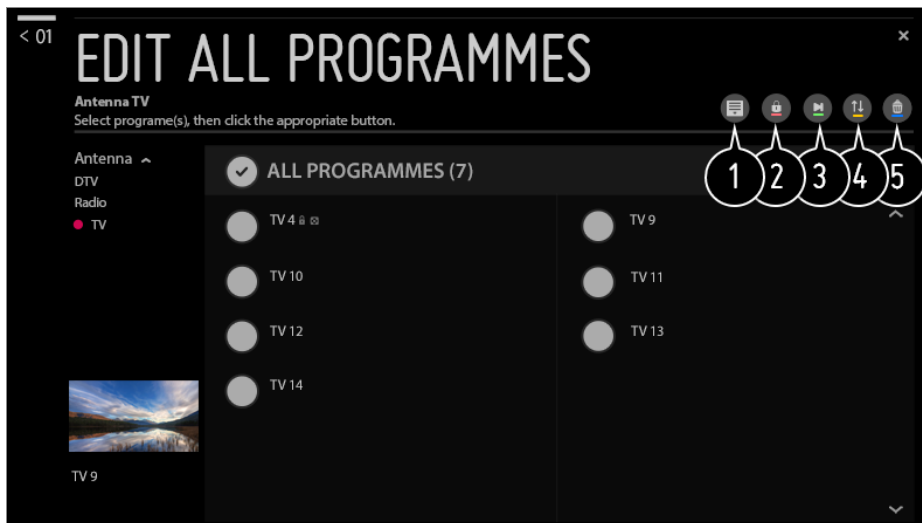 < 01
EDIT ALL PROGRAMMES
Antenna TV
Select programe(s), then click the appropriate button.
1 2 3 4 5
Antenna
DTV
Radio
TV
ALL PROGRAMMES (7)
TV 4
TV 9
TV 10
TV 11
TV 12
TV 13
TV 14
TV 9